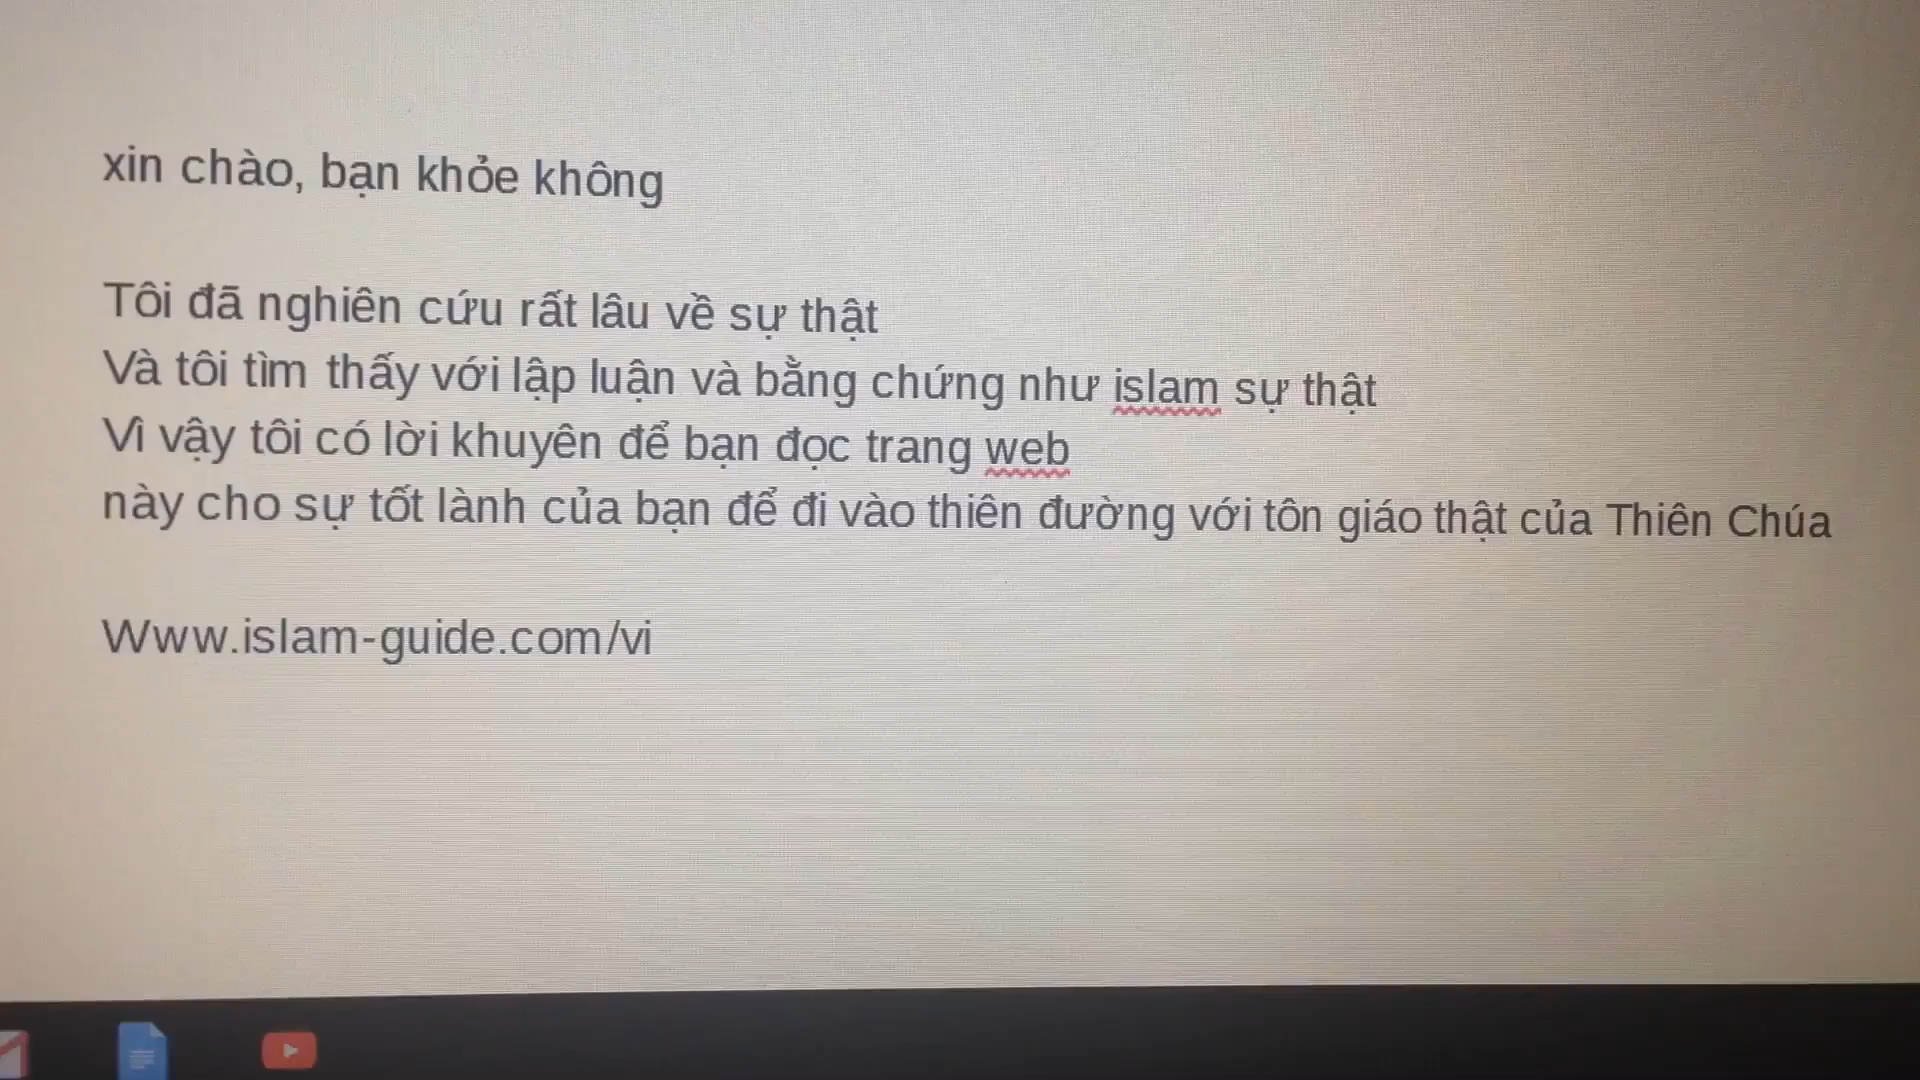 xin chào, bạn khỏe không
Tôi đã nghiên cứu rất lâu về sự thật
Và tôi tìm thấy với lập luận và bằng chứng như islam sự thật
Vì vậy tôi có lời khuyên để bạn đọc trang web
này cho sự tốt lành của bạn để đi vào thiên đường với tôn giáo thật của Thiên Chúa
Www.islam-guide.com/vi